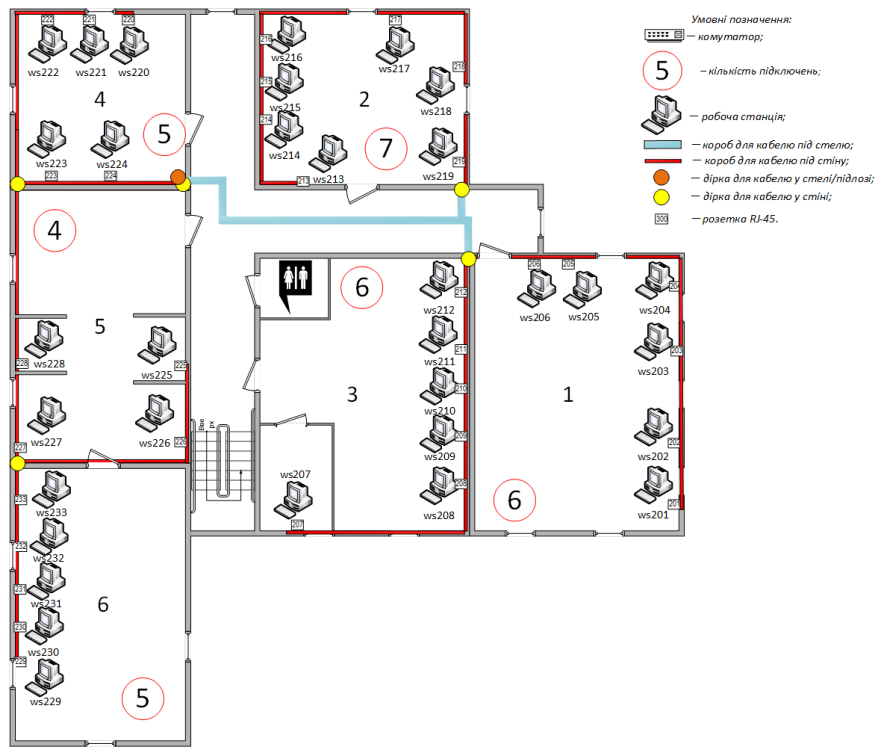 222
221
220
ws222
ws221
ws220
4
5
ws223
ws224
223
224
217
216
ws216
ws217
218
215
ws215
2
ws218
214
ws214
7
219
ws213
ws219
213
4
5
228
ws228
225
ws225
227
ws227
226
ws226
233
ws233
232
ws232
231
ws231
6
230
ws230
229
ws229
5
Вве
рх
6
212
ws212
211
ws211
210
ws210
3
209
ws209
208
ws208
ws207
207
206
205
204
ws206
ws205
ws204
203
ws203
1
202
ws202
201
ws201
6
Умовні позначення:
— комутатор;
5
–кількість підключень;
— робоча станція;
— короб для кабелю під стелю;
— короб для кабелю під стіну;
— дірка для кабелю у стелі/підлозі;
— дірка для кабелю у стіні;
300
— розетка RJ-45.